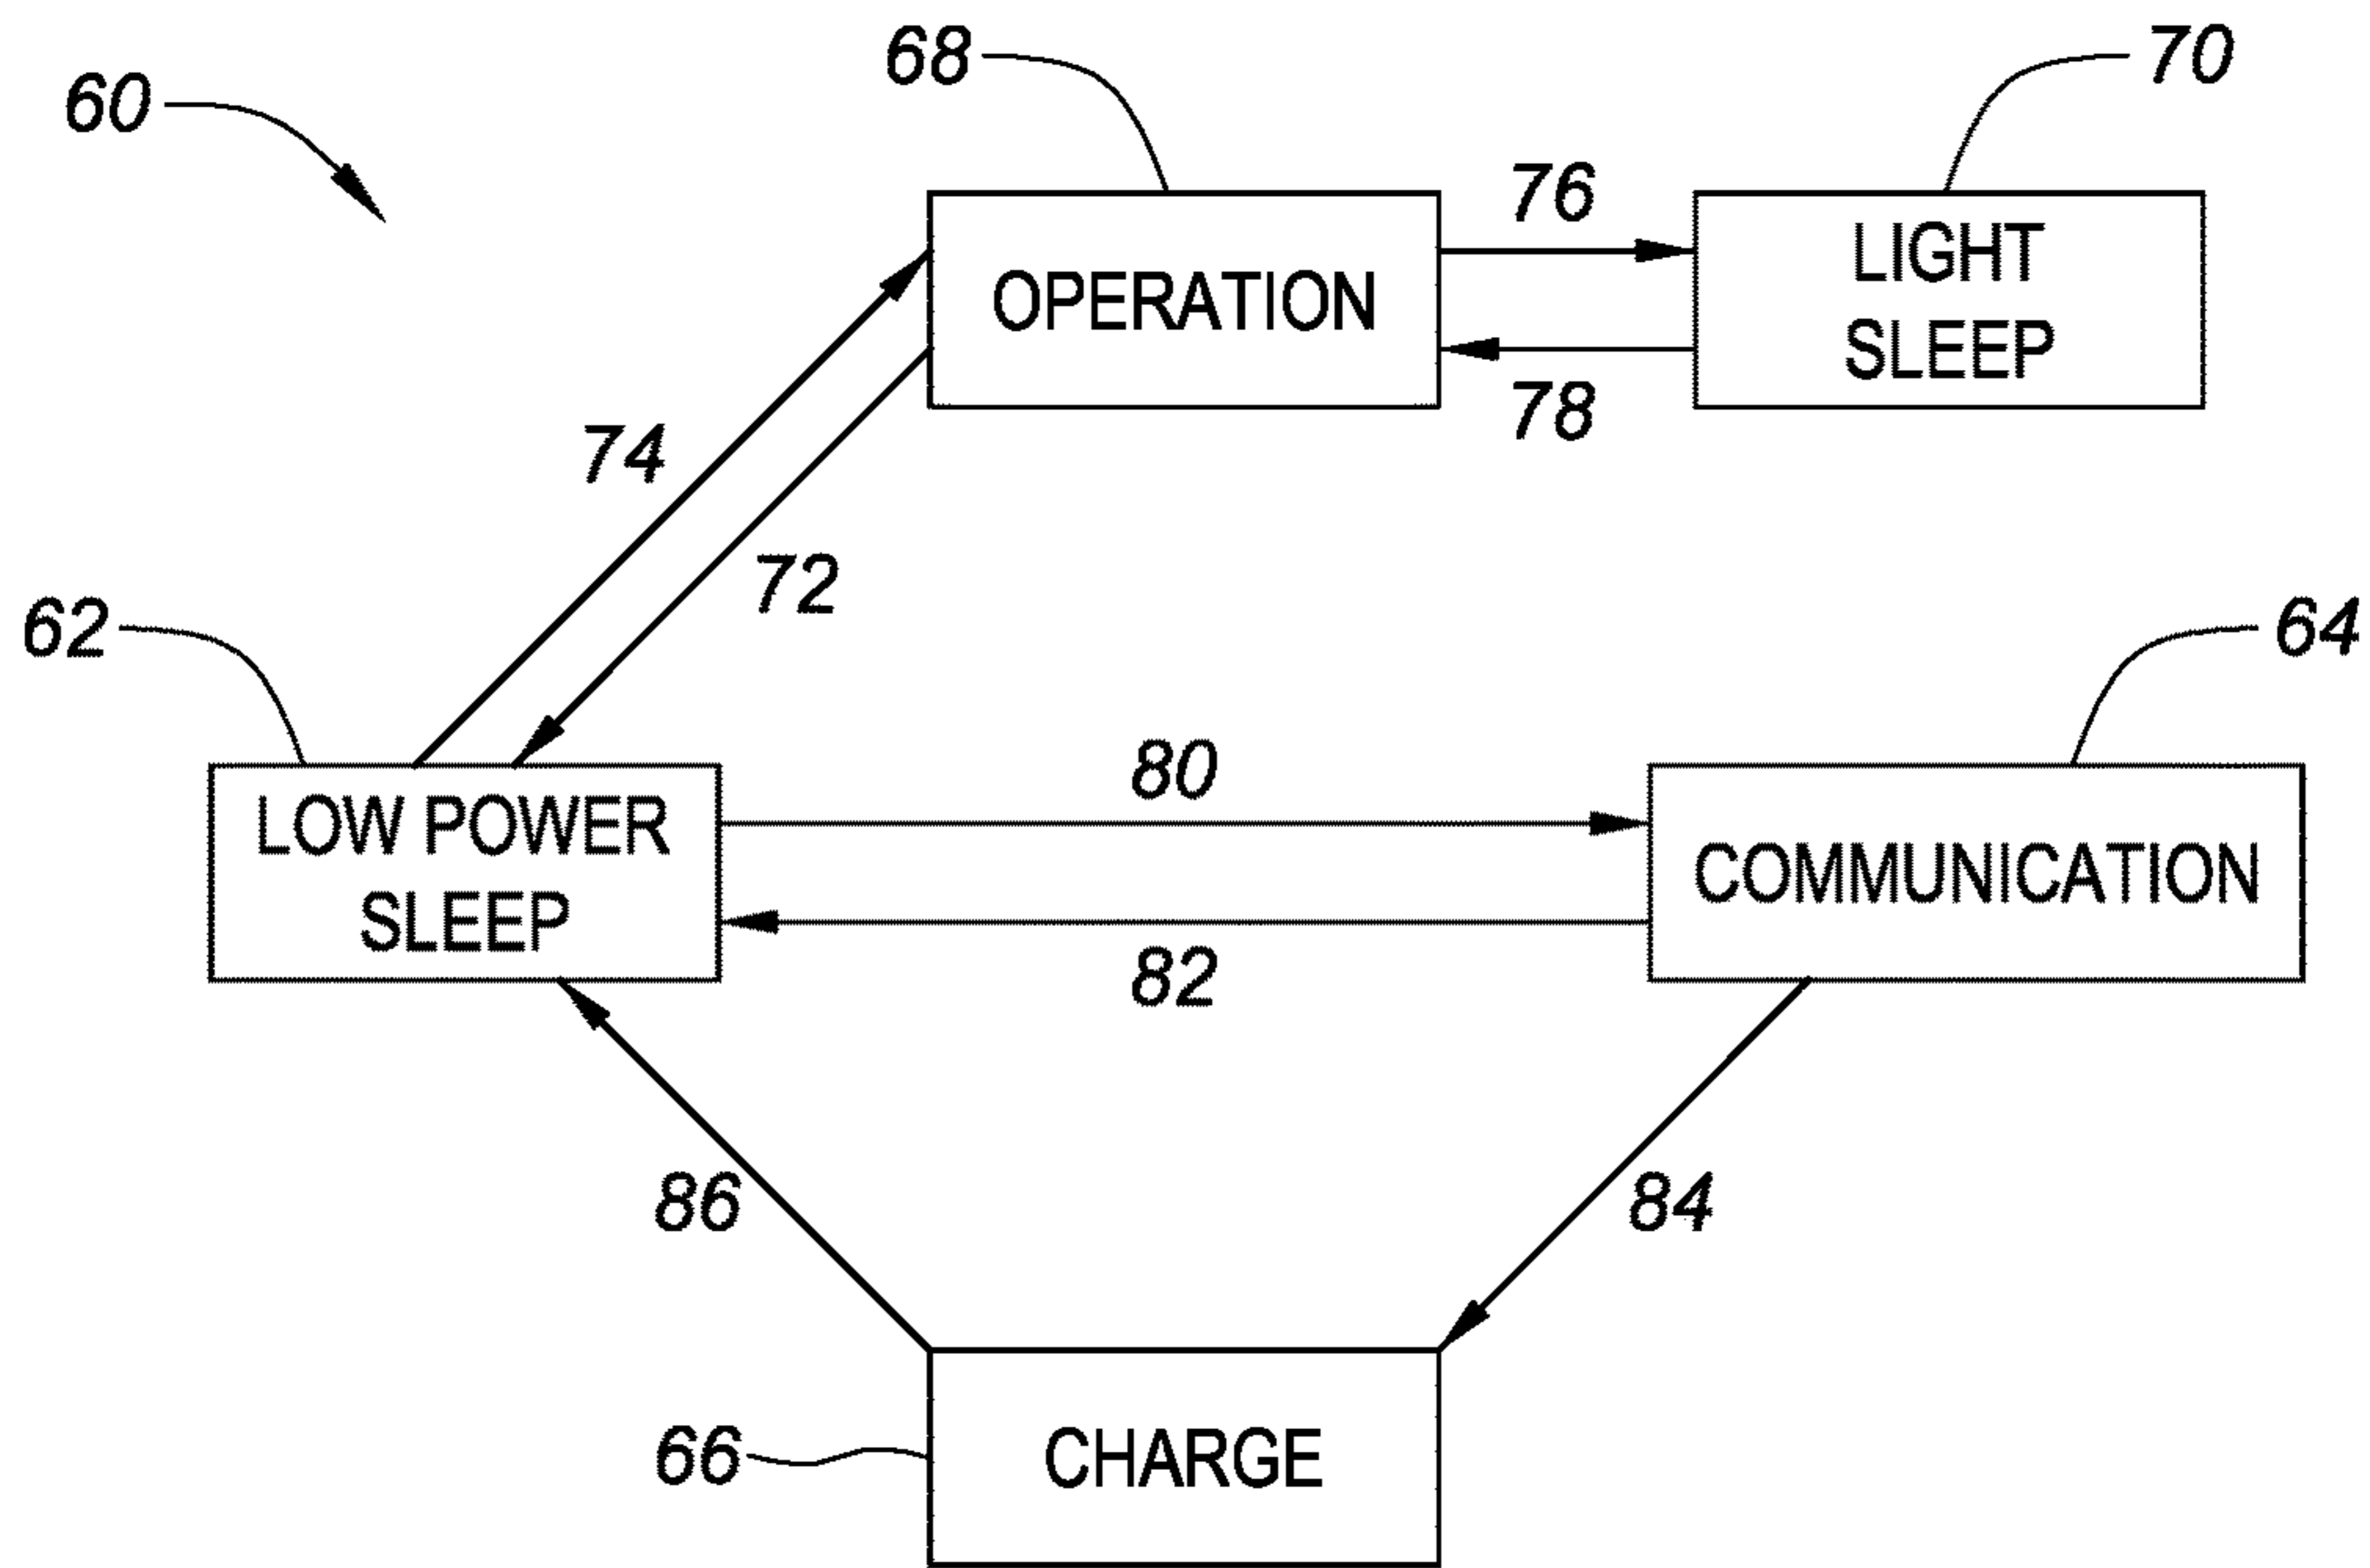 68
70
60
76
OPERATION
LIGHT
SLEEP
78
74
72
62
64
80
LOW POWER
SLEEP
COMMUNICATION
82
86
84
66
CHARGE